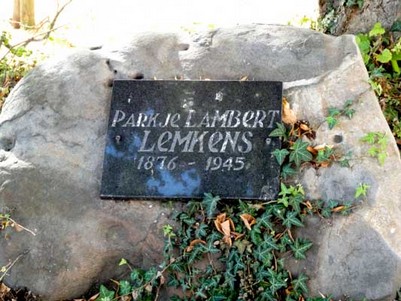 PARKJE LAMBERT
LEMKENS
1876 - 1945